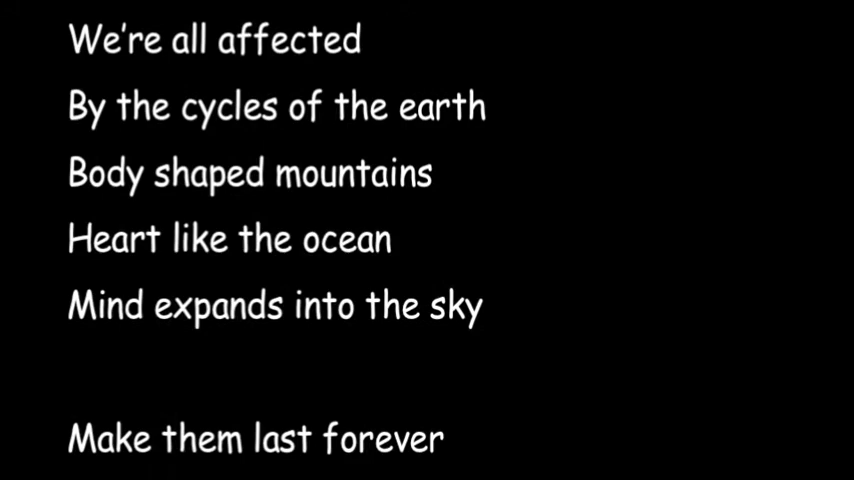 We're all affected
By the cycles of the earth
Body shaped mountains
Heart like the ocean
Mind expands into the sky
Make them last forever